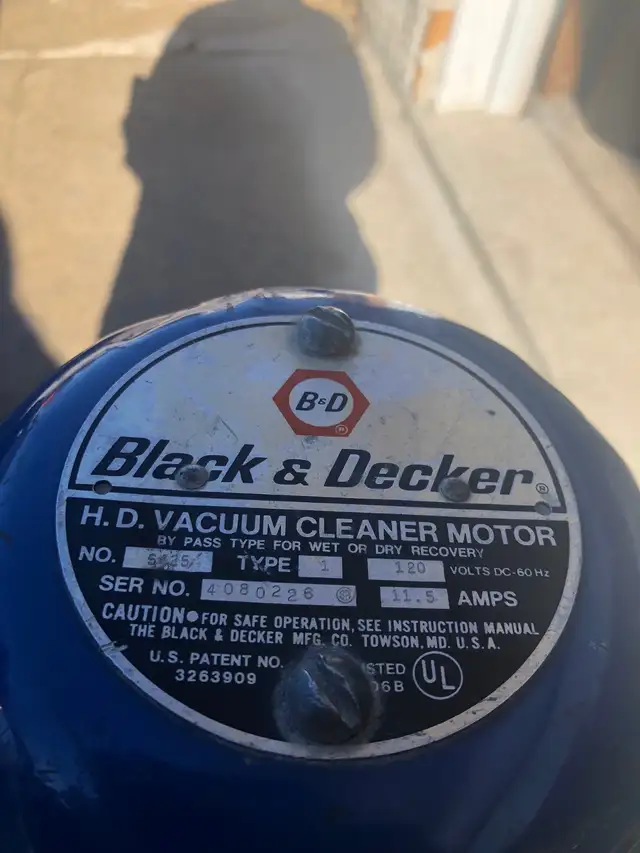 B&D
®
Black & Decker®
H. D. VACUUM CLEANER MOTOR
BY PASS TYPE FOR WET OR DRY RECOVERY
NO. TYPE 1 120 VOLTS DC-60 Hz
SER NO. 4080226 11.5 AMPS
CAUTION●FOR SAFE OPERATION, SEE INSTRUCTION MANUAL
THE BLACK & DECKER MFG. CO. TOWSON, MD. U.S.A.
U.S. PATENT NO.
3263909
UL